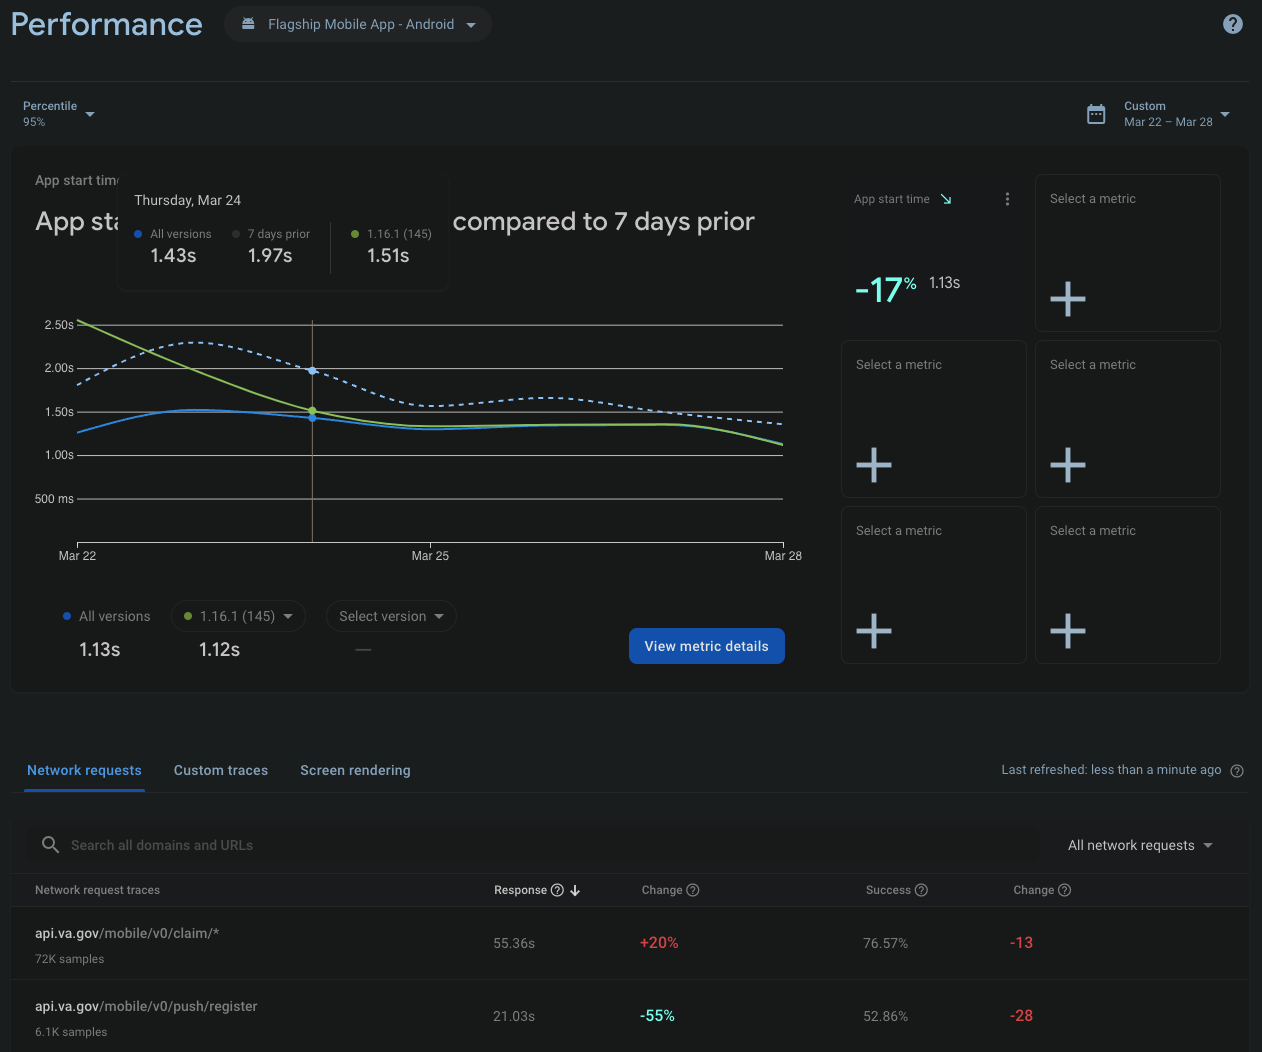 Performance
Flagship Mobile App - Android
Percentile
95%
Custom
Mar 22 – Mar 28
App start time
App sta
compared to 7 days prior
Thursday, Mar 24
All versions
1.43s
7 days prior
1.97s
1.16.1 (145)
1.51s
2.50s
2.00s
1.50s
1.00s
500 ms
Mar 22
Mar 25
Mar 28
All versions
1.13s
1.16.1 (145)
1.12s
Select version
—
View metric details
App start time
-17%
1.13s
Select a metric
Select a metric
Select a metric
Select a metric
Select a metric
Network requests
Custom traces
Screen rendering
Last refreshed: less than a minute ago
Search all domains and URLs
All network requests
Network request traces
Response
Change
Success
Change
api.va.gov/mobile/v0/claim/*
72K samples
55.36s
+20%
76.57%
-13
api.va.gov/mobile/v0/push/register
6.1K samples
21.03s
-55%
52.86%
-28